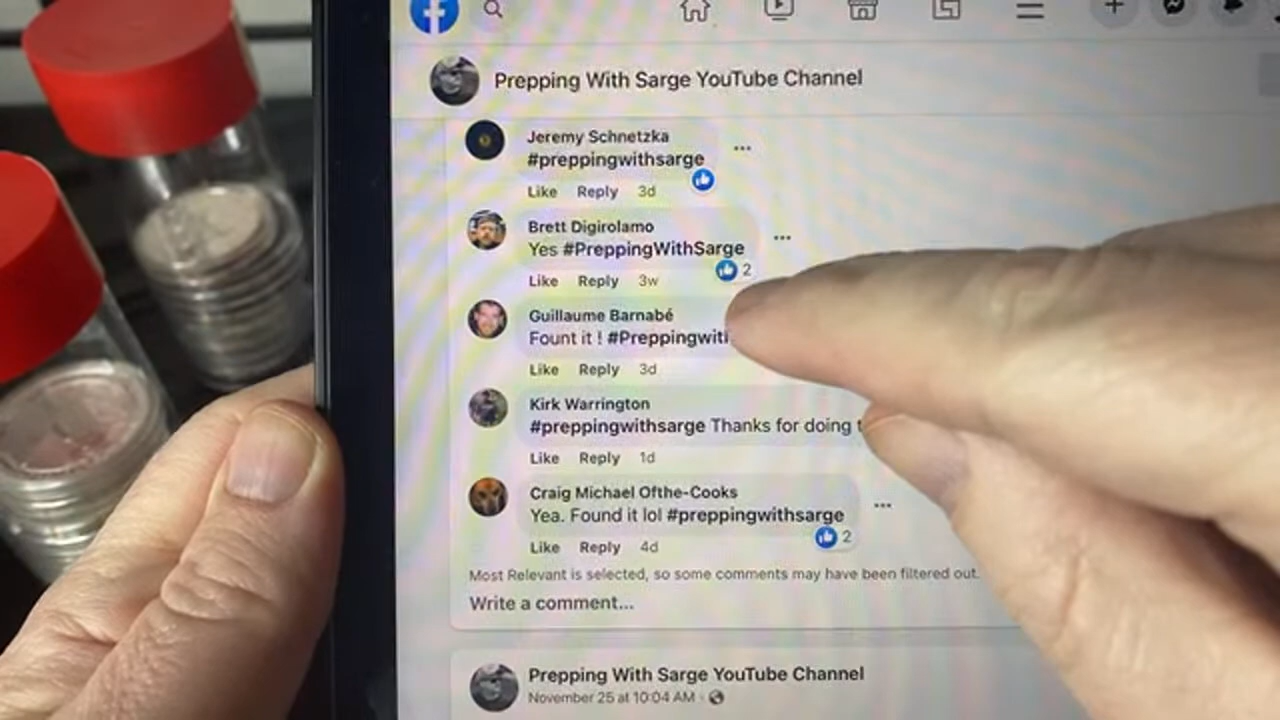 Prepping With Sarge YouTube Channel
Jeremy Schnetzka
#preppingwithsarge
Like Reply 3d
Brett Digirolamo
Yes #PreppingWithSarge
2
Like Reply 3w
Guillaume Barnabé
Fount it ! #Preppingwith
Like Reply 3d
Kirk Warrington
#preppingwithsarge Thanks for doing
Like Reply 1d
Craig Michael Ofthe-Cooks
Yea. Found it lol #preppingwithsarge
2
Like Reply 4d
Most Relevant is selected, so some comments may have been filtered out.
Write a comment...
Prepping With Sarge YouTube Channel
November 25 at 10:04 AM ·